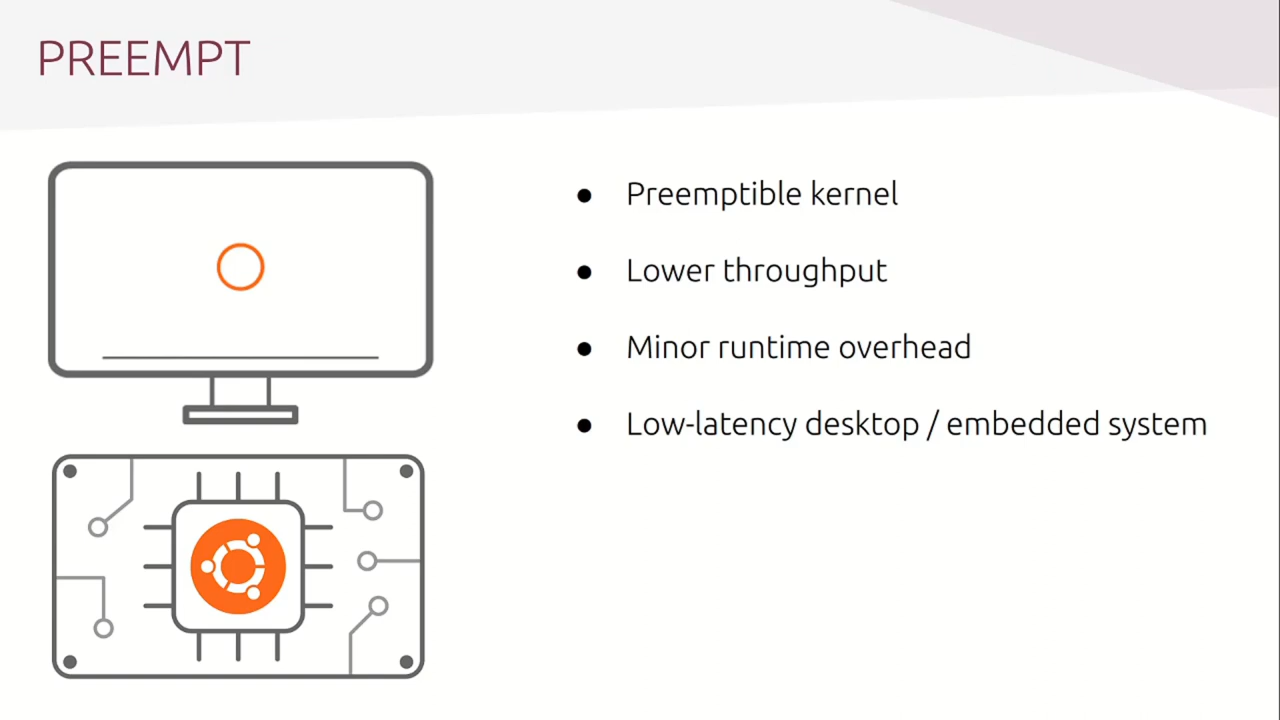 PREEMPT
● Preemptible kernel
● Lower throughput
● Minor runtime overhead
● Low-latency desktop / embedded system